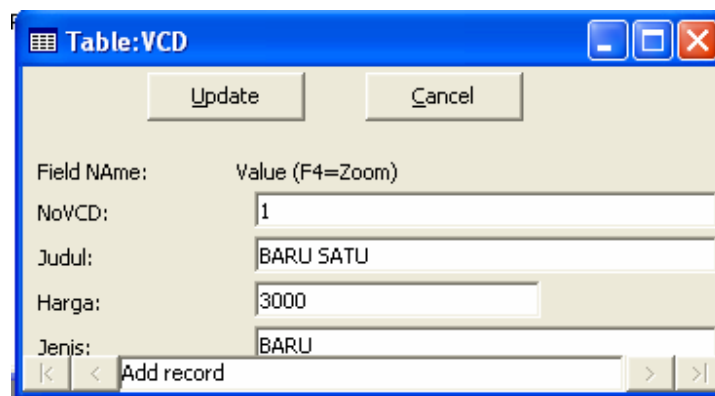 Table:VCD
Update Cancel
Field NAme: Value (F4=Zoom)
NoVCD: 1
Judul: BARU SATU
Harga: 3000
Jenis: BARU
Add record